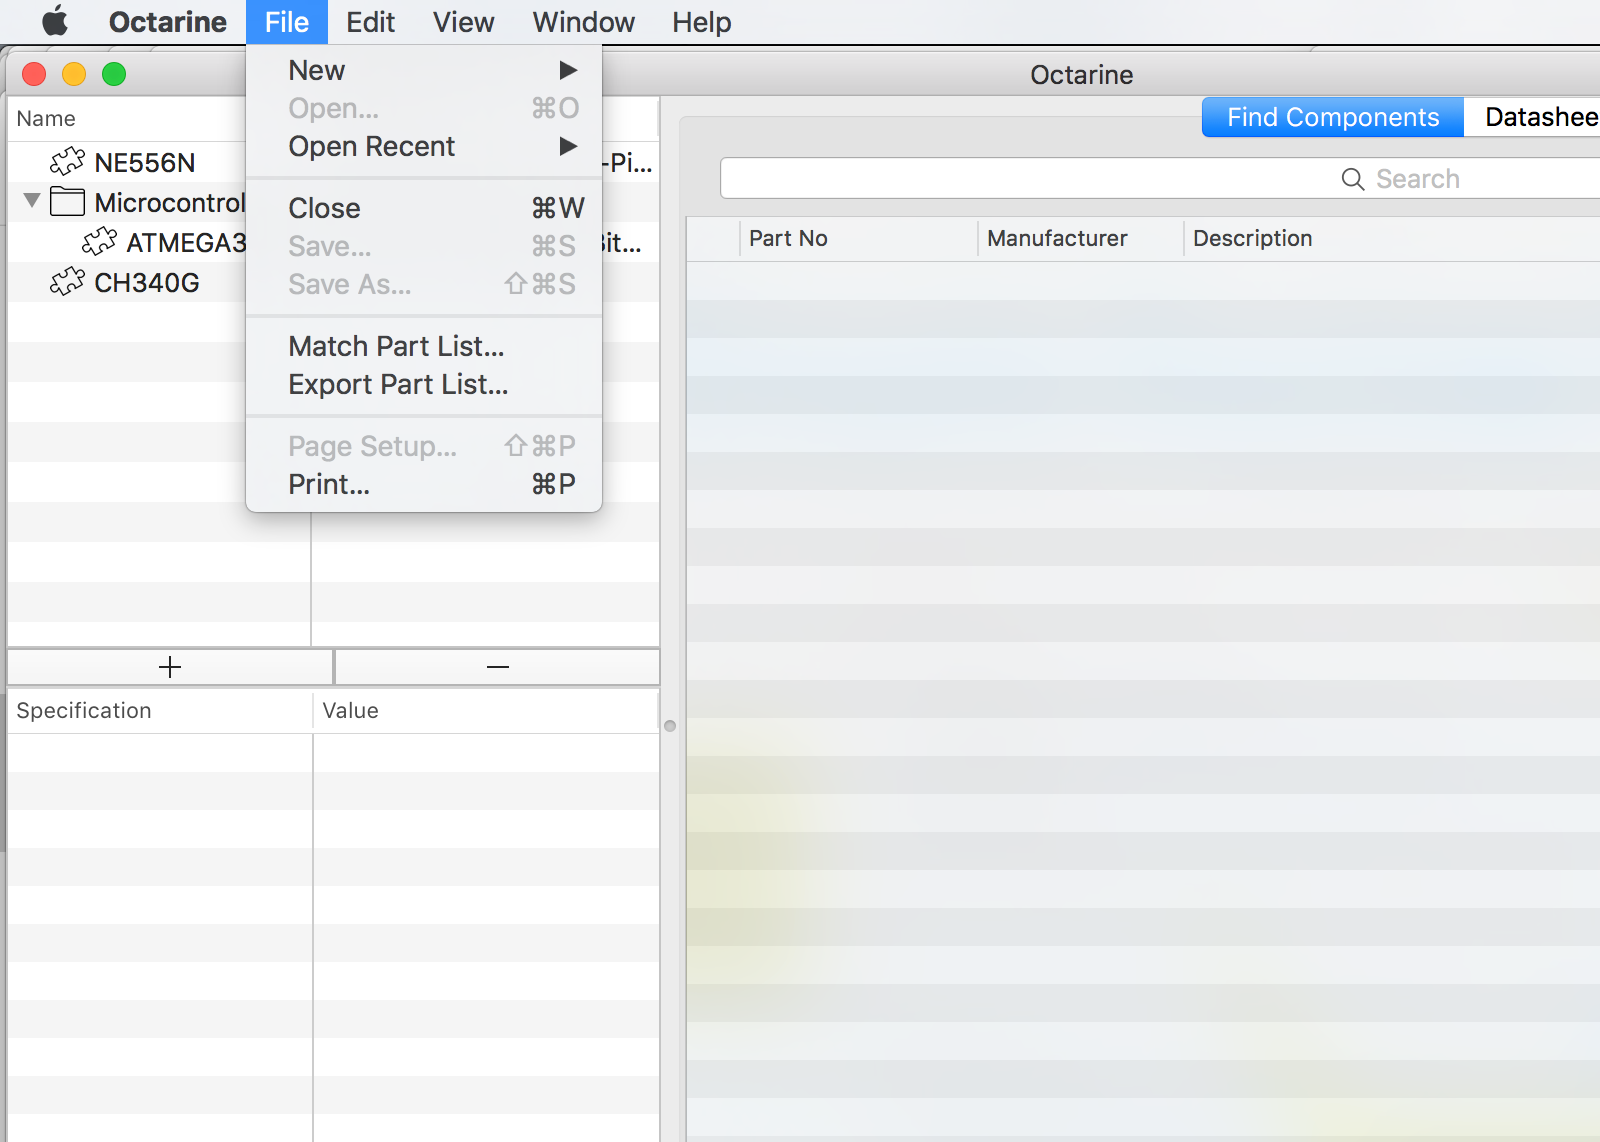 Octarine File Edit View Window Help
Octarine
New
Open... ⌘O
Open Recent
Close ⌘W
Save... ⌘S
Save As... ⇧⌘S
Match Part List...
Export Part List...
Page Setup... ⇧⌘P
Print... ⌘P
Name
NE556N -Pi...
Microcontrol
ATMEGA3 Bit...
CH340G
+ −
Specification Value
Find Components Datashee
Search
Part No Manufacturer Description